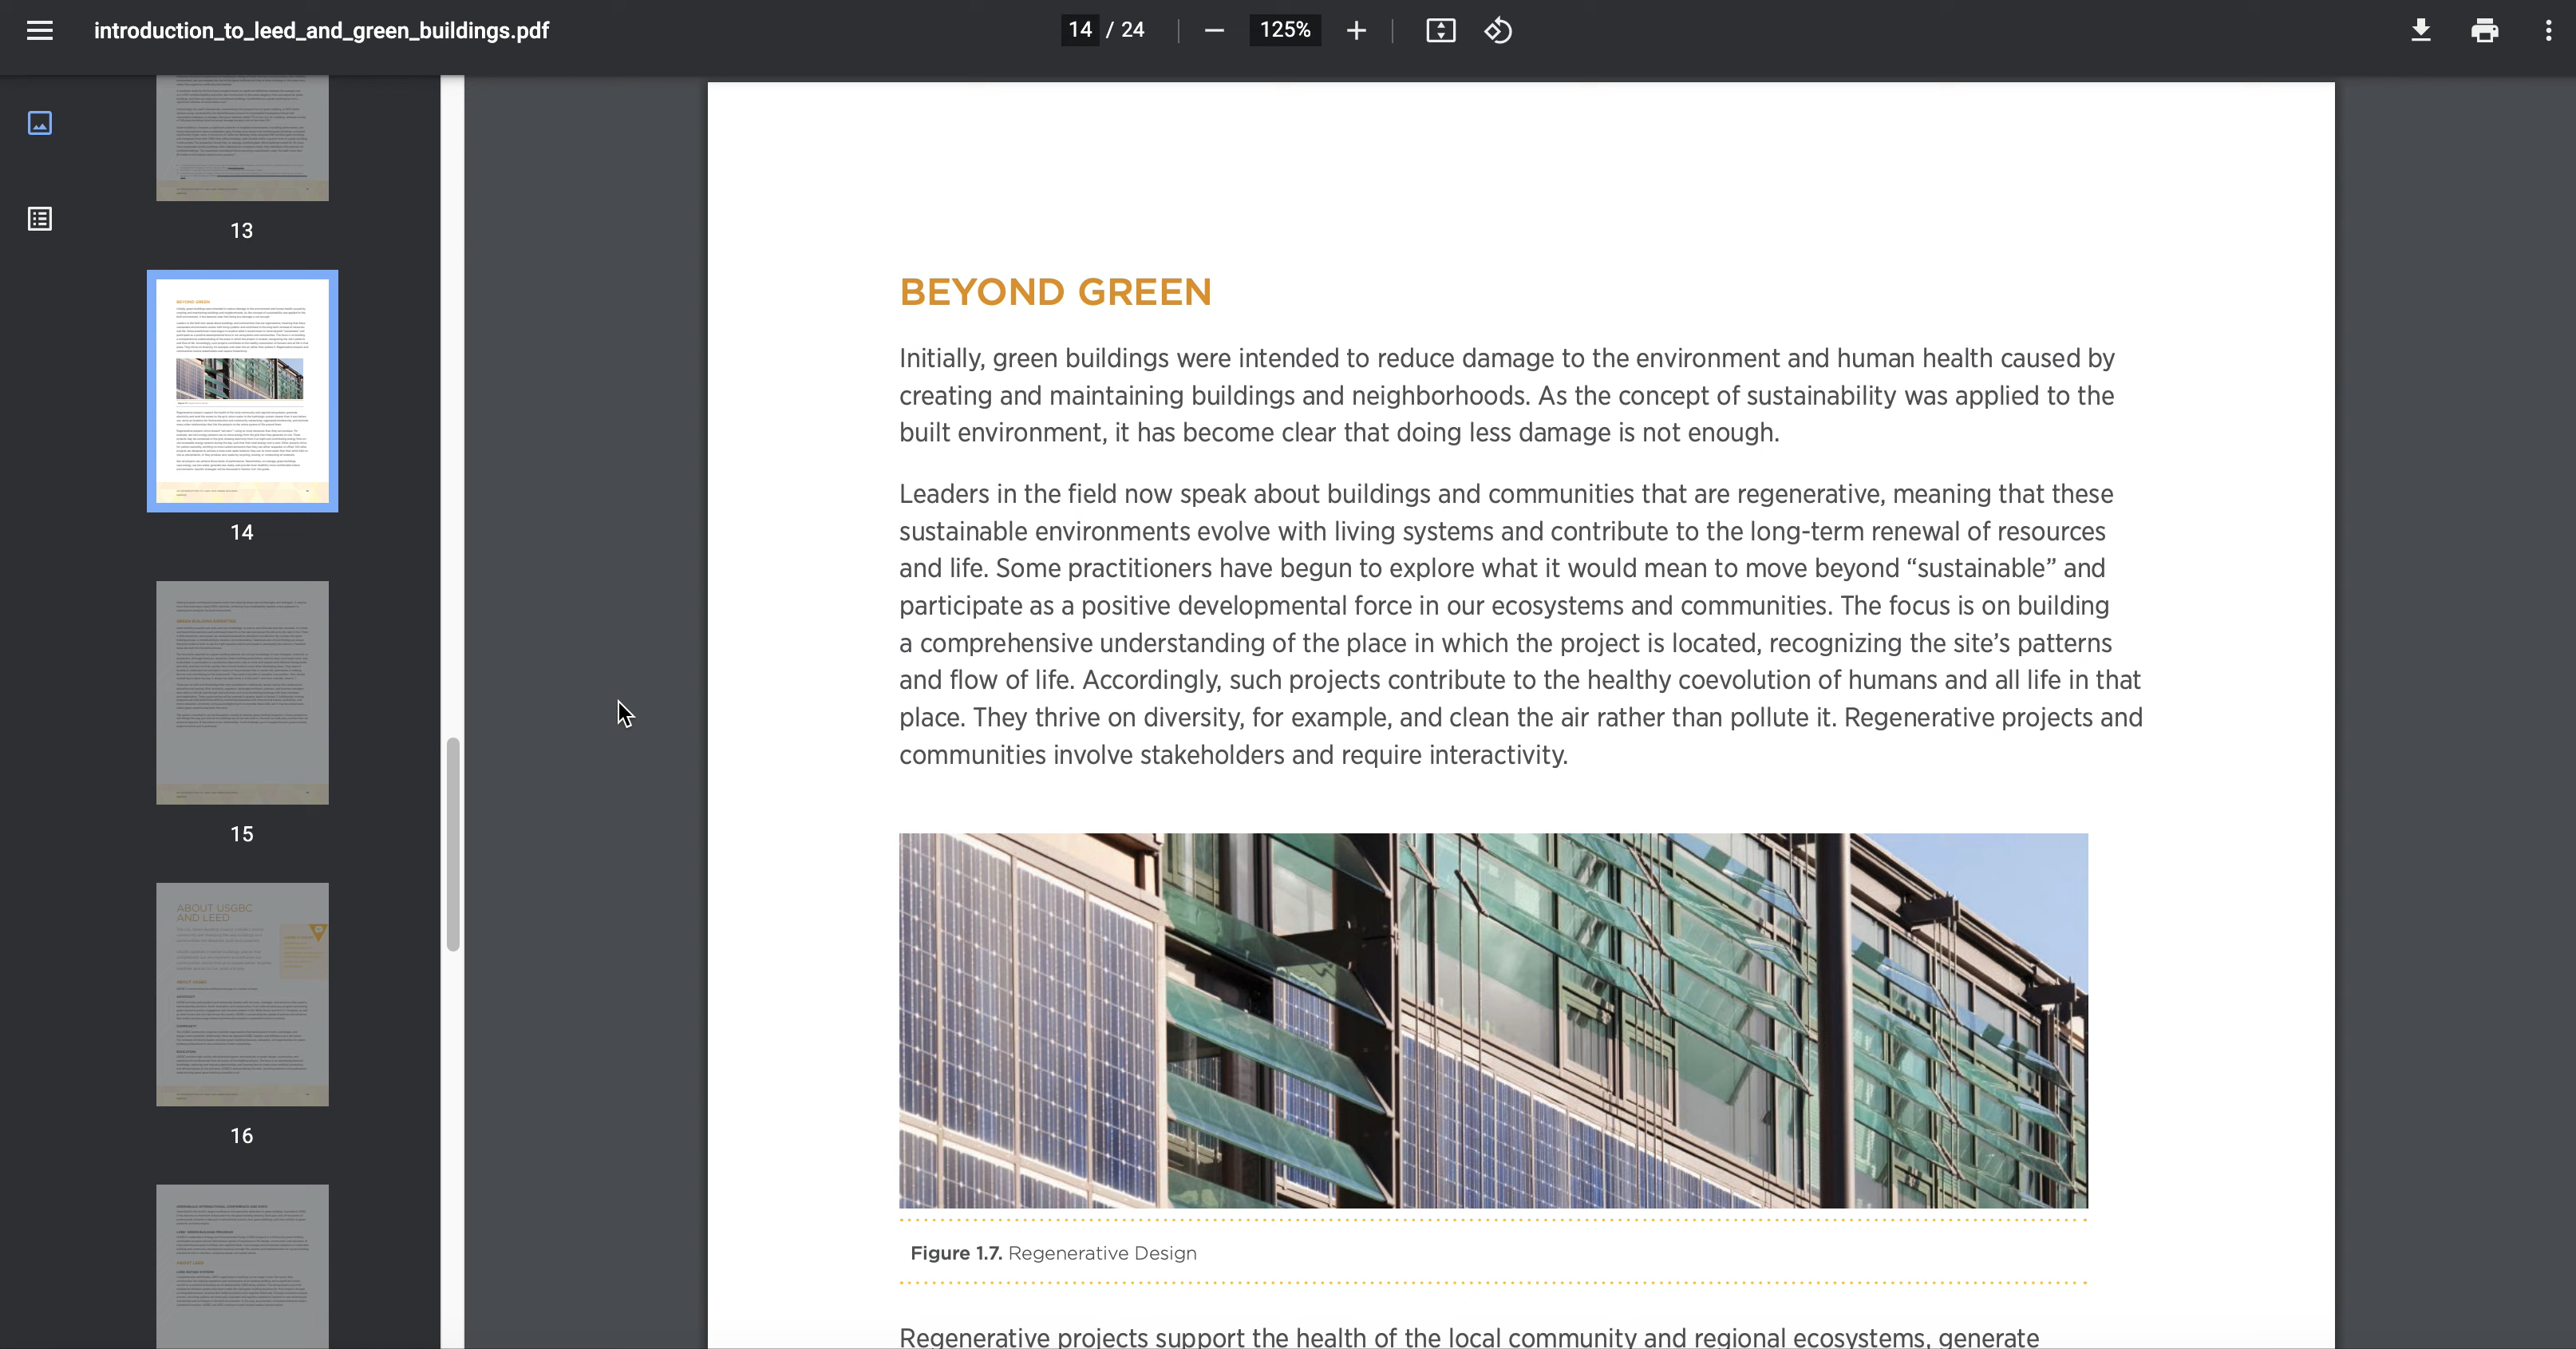 introduction_to_leed_and_green_buildings.pdf
14 / 24
125%
13
14
15
ABOUT USGBC
AND LEED
16
BEYOND GREEN
Initially, green buildings were intended to reduce damage to the environment and human health caused by
creating and maintaining buildings and neighborhoods. As the concept of sustainability was applied to the
built environment, it has become clear that doing less damage is not enough.
Leaders in the field now speak about buildings and communities that are regenerative, meaning that these
sustainable environments evolve with living systems and contribute to the long-term renewal of resources
and life. Some practitioners have begun to explore what it would mean to move beyond “sustainable” and
participate as a positive developmental force in our ecosystems and communities. The focus is on building
a comprehensive understanding of the place in which the project is located, recognizing the site’s patterns
and flow of life. Accordingly, such projects contribute to the healthy coevolution of humans and all life in that
place. They thrive on diversity, for example, and clean the air rather than pollute it. Regenerative projects and
communities involve stakeholders and require interactivity.
Figure 1.7. Regenerative Design
Regenerative projects support the health of the local community and regional ecosystems, generate